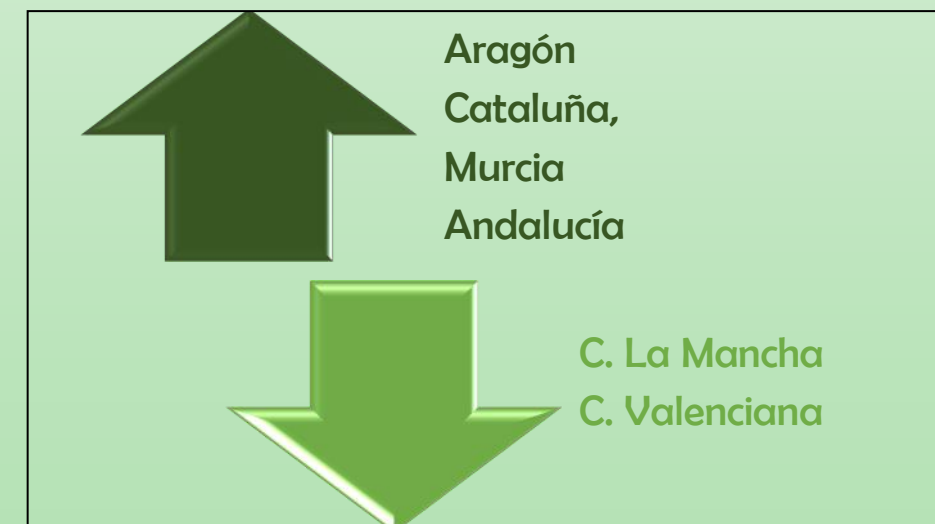 Aragón
Cataluña,
Murcia
Andalucía
C. La Mancha
C. Valenciana